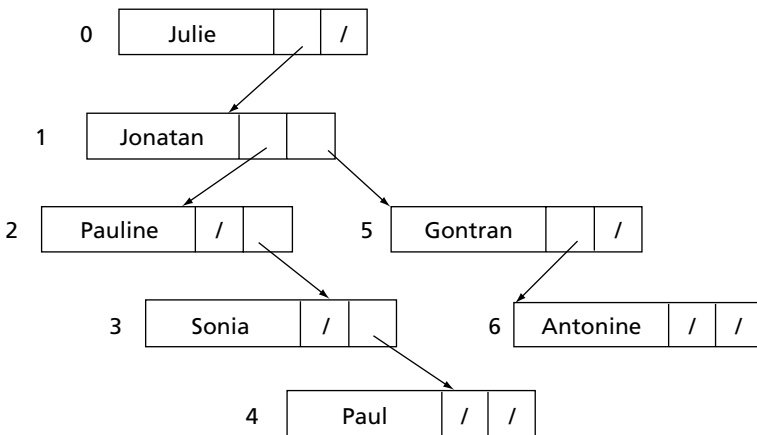 0 Julie /
1 Jonatan
2 Pauline / 5 Gontran /
3 Sonia / 6 Antonine / /
4 Paul / /